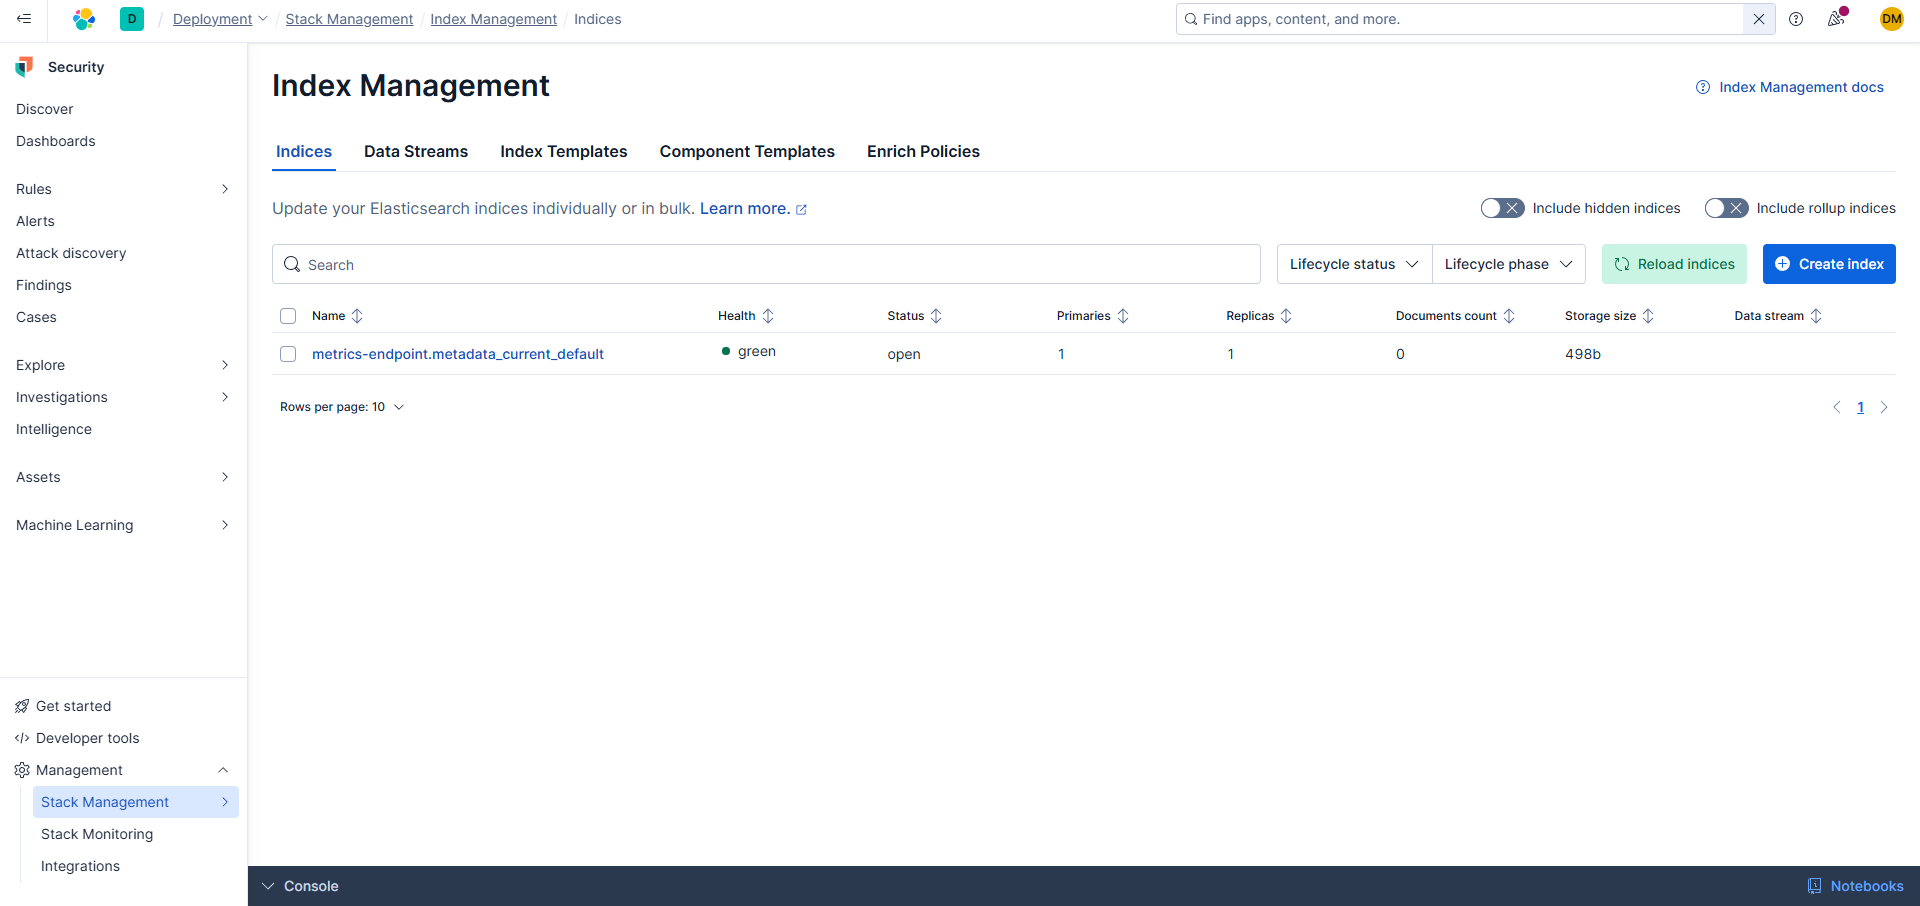 D / Deployment / Stack Management / Index Management / Indices
Find apps, content, and more.
DM
Security
Discover
Dashboards
Rules
Alerts
Attack discovery
Findings
Cases
Explore
Investigations
Intelligence
Assets
Machine Learning
Get started
Developer tools
Management
Stack Management
Stack Monitoring
Integrations
Index Management
Index Management docs
Indices Data Streams Index Templates Component Templates Enrich Policies
Update your Elasticsearch indices individually or in bulk. Learn more.
Include hidden indices Include rollup indices
Search Lifecycle status Lifecycle phase Reload indices Create index
Name Health Status Primaries Replicas Documents count Storage size Data stream
metrics-endpoint.metadata_current_default green open 1 1 0 498b
Rows per page: 10 1
Console Notebooks